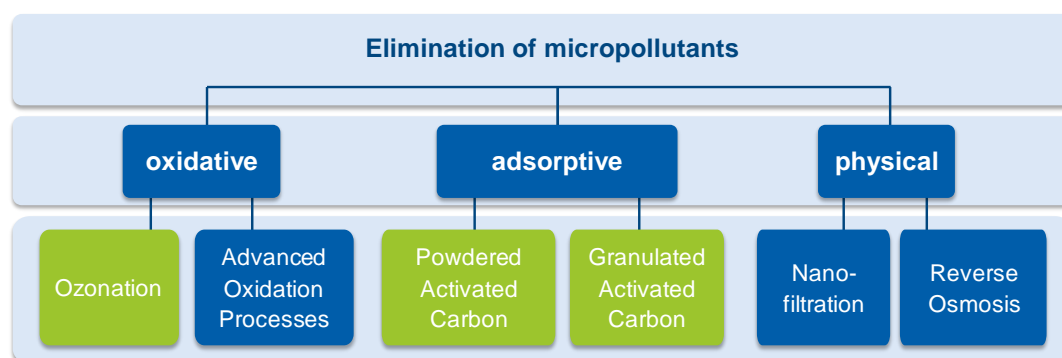 Elimination of micropollutants
oxidative
adsorptive
physical
Ozonation
Advanced
Oxidation
Processes
Powdered
Activated
Carbon
Granulated
Activated
Carbon
Nano-
filtration
Reverse
Osmosis